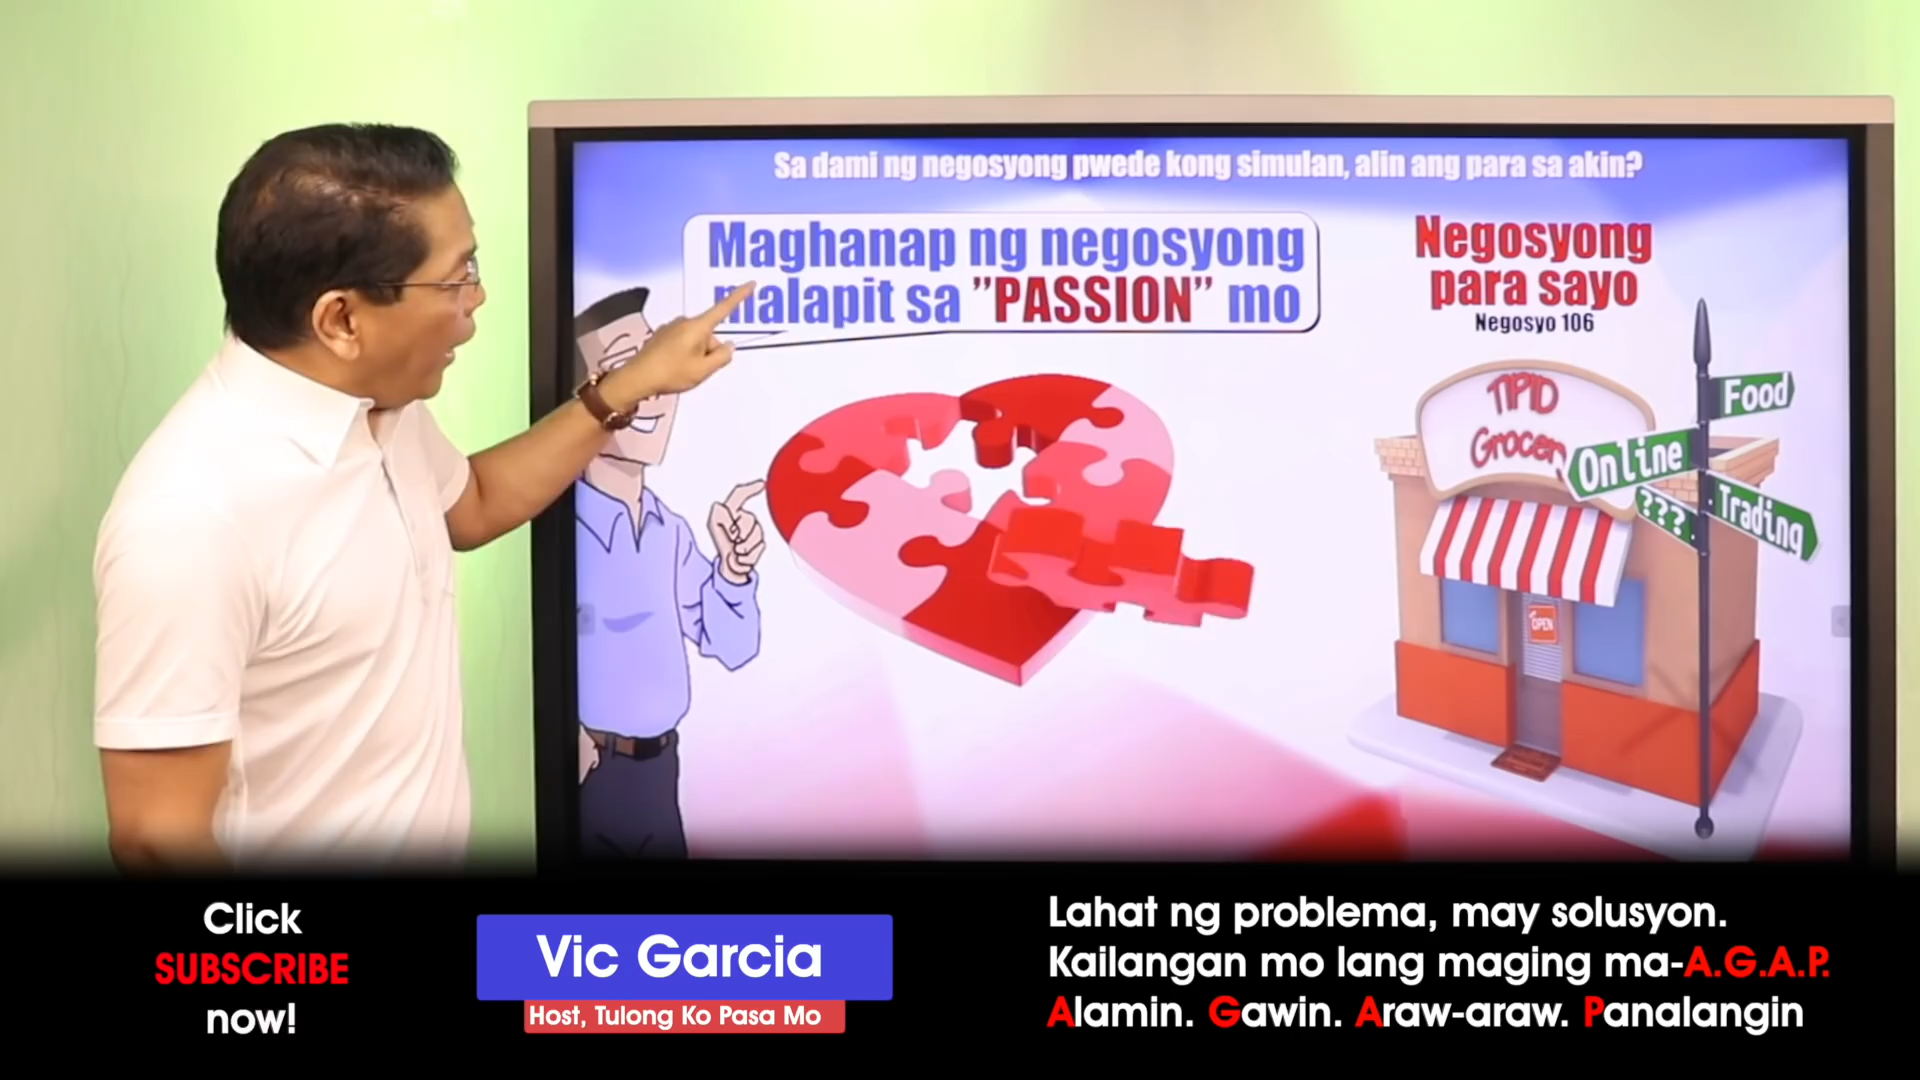 Sa dami ng negosyong pwede kong simulan, alin ang para sa akin?
Maghanap ng negosyong
malapit sa "PASSION" mo
Negosyong
para sayo
Negosyo 106
TIPID
Grocery
Food
Online
???
Trading
OPEN
Click
SUBSCRIBE
now!
Vic Garcia
Host, Tulong Ko Pasa Mo
Lahat ng problema, may solusyon.
Kailangan mo lang maging ma-A.G.A.P.
Alamin. Gawin. Araw-araw. Panalangin